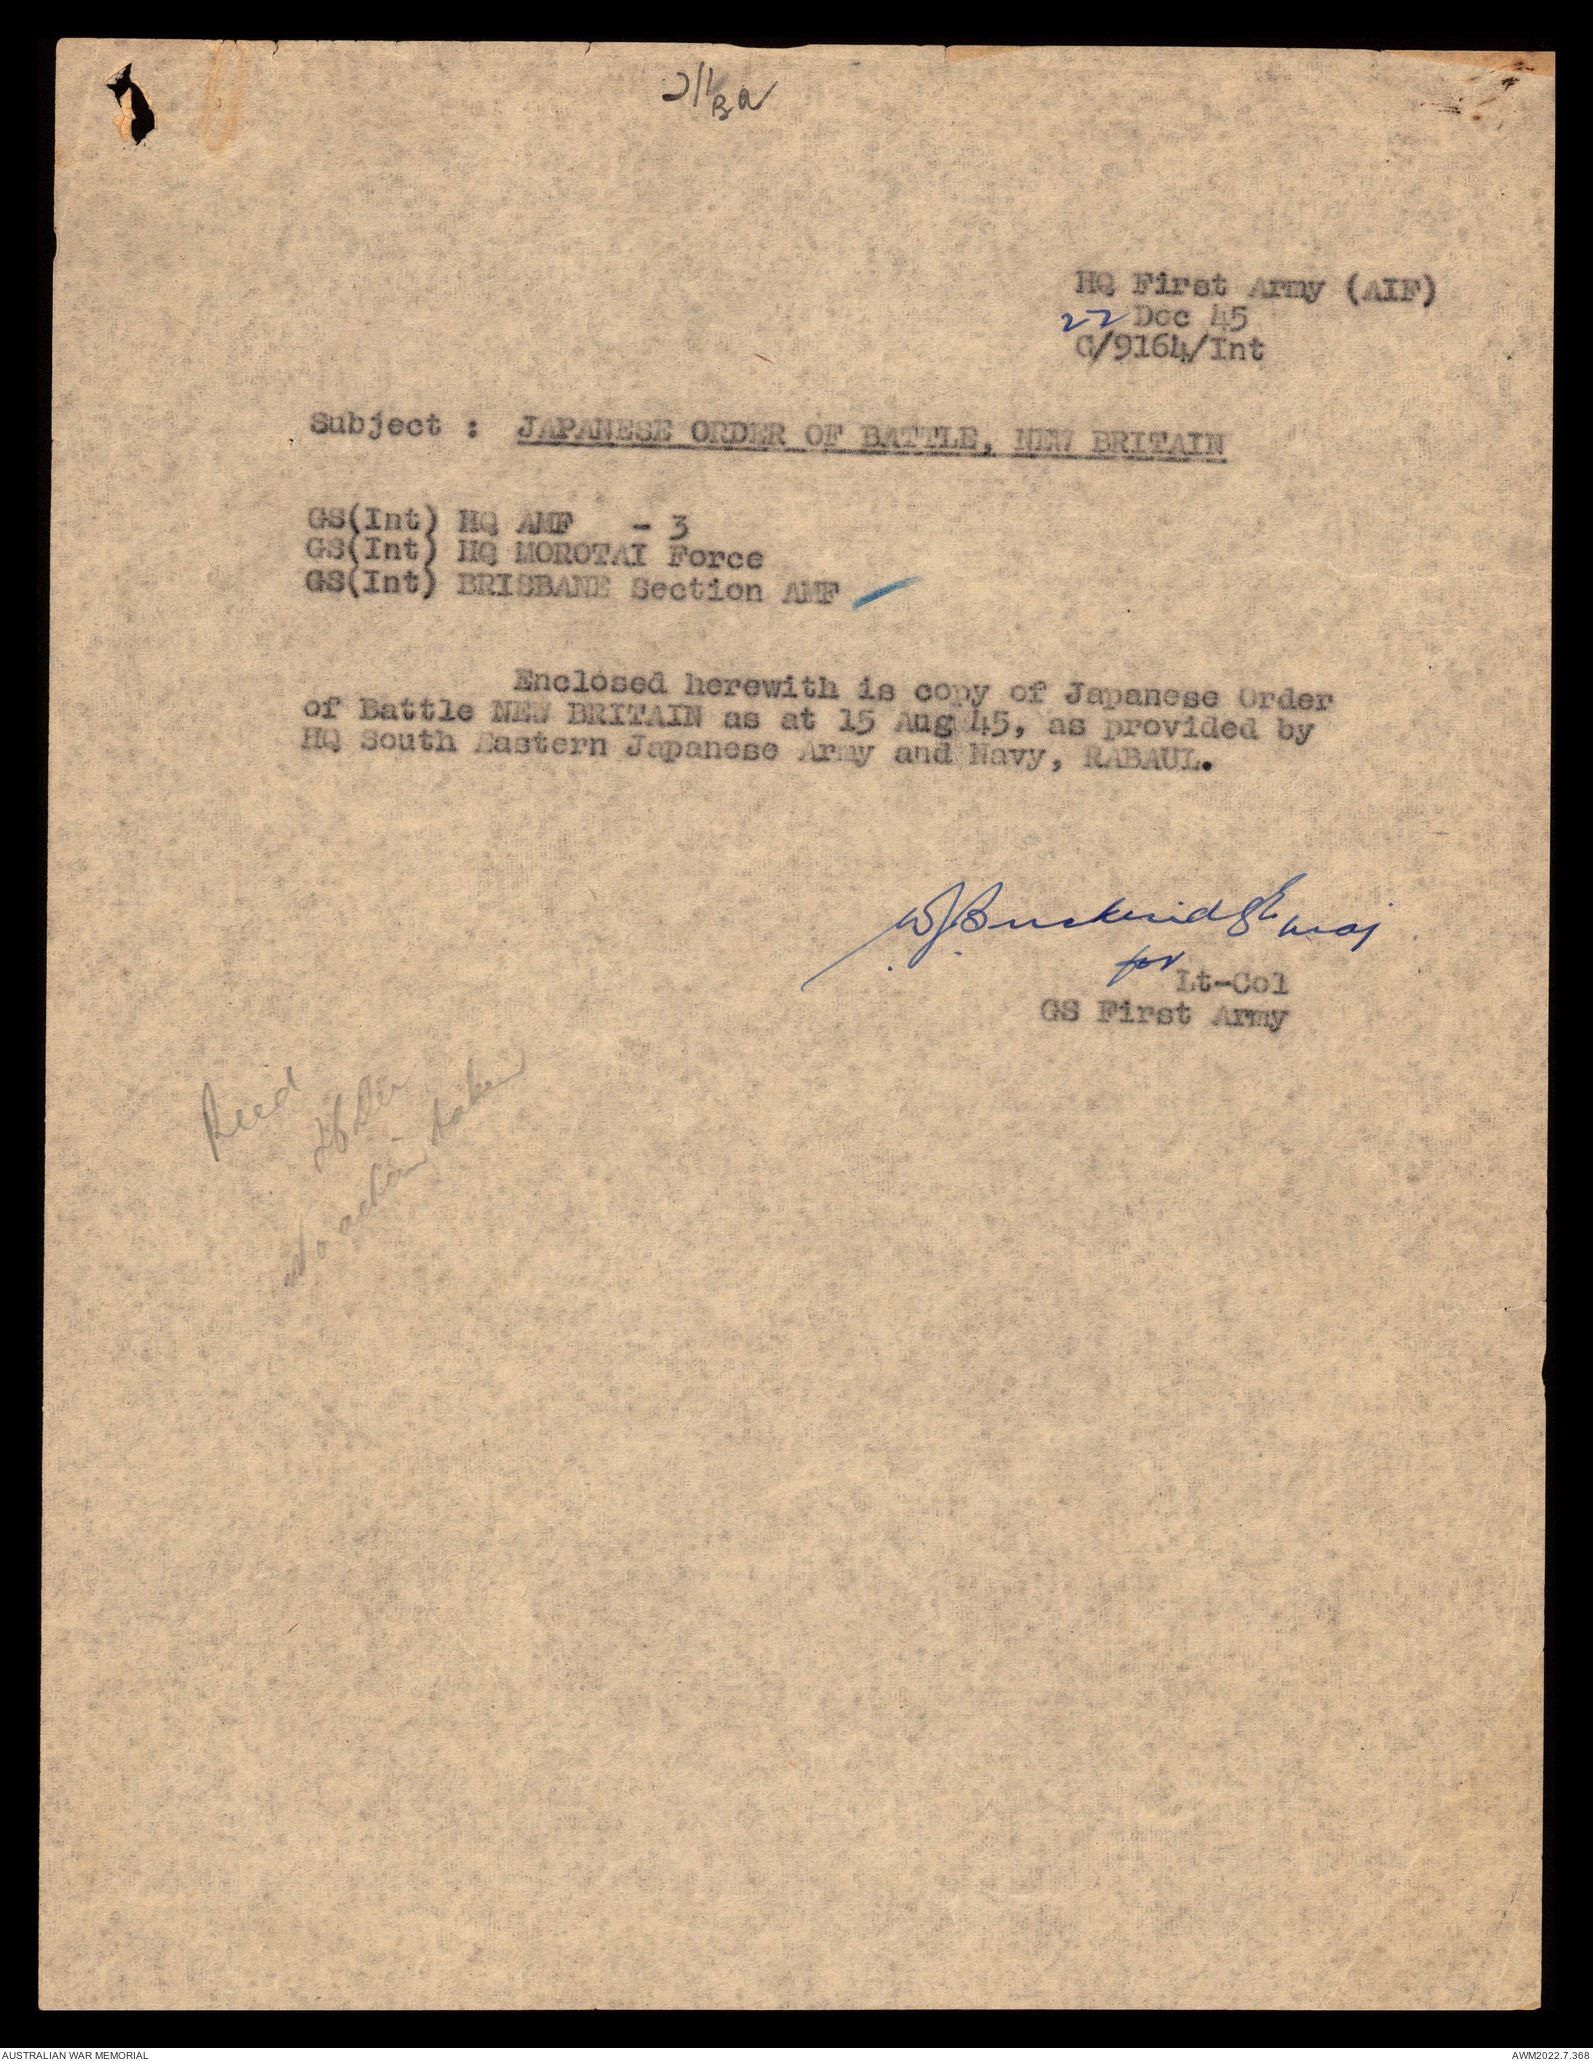 HQ First Army (AIF)
22 Dec 45
G/9164/Int
Subject : JAPANESE ORDER OF BATTLE, NEW BRITAIN
GS(Int) HQ AMF - 3
GS(Int) HQ MOROTAI Force
GS(Int) BRISBANE Section AMF
Enclosed herewith is copy of Japanese Order
of Battle NEW BRITAIN as at 15 Aug 45, as provided by
HQ South Eastern Japanese Army and Navy, RABAUL.
Maj
for
Lt-Col
GS First Army
Recd
26 Dec
No action taken
AUSTRALIAN WAR MEMORIAL
AWM2022.7.368